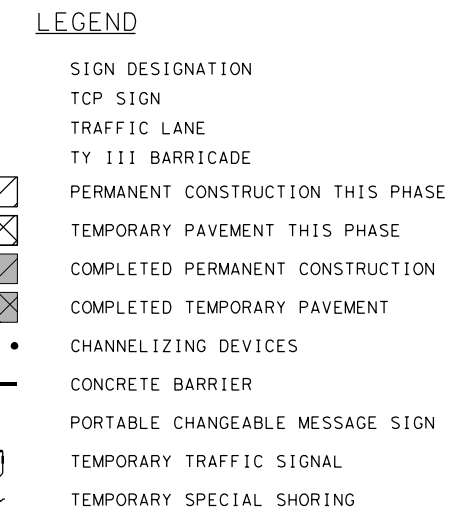 LEGEND
SIGN DESIGNATION
TCP SIGN
TRAFFIC LANE
TY III BARRICADE
PERMANENT CONSTRUCTION THIS PHASE
TEMPORARY PAVEMENT THIS PHASE
COMPLETED PERMANENT CONSTRUCTION
COMPLETED TEMPORARY PAVEMENT
CHANNELIZING DEVICES
CONCRETE BARRIER
PORTABLE CHANGEABLE MESSAGE SIGN
TEMPORARY TRAFFIC SIGNAL
TEMPORARY SPECIAL SHORING